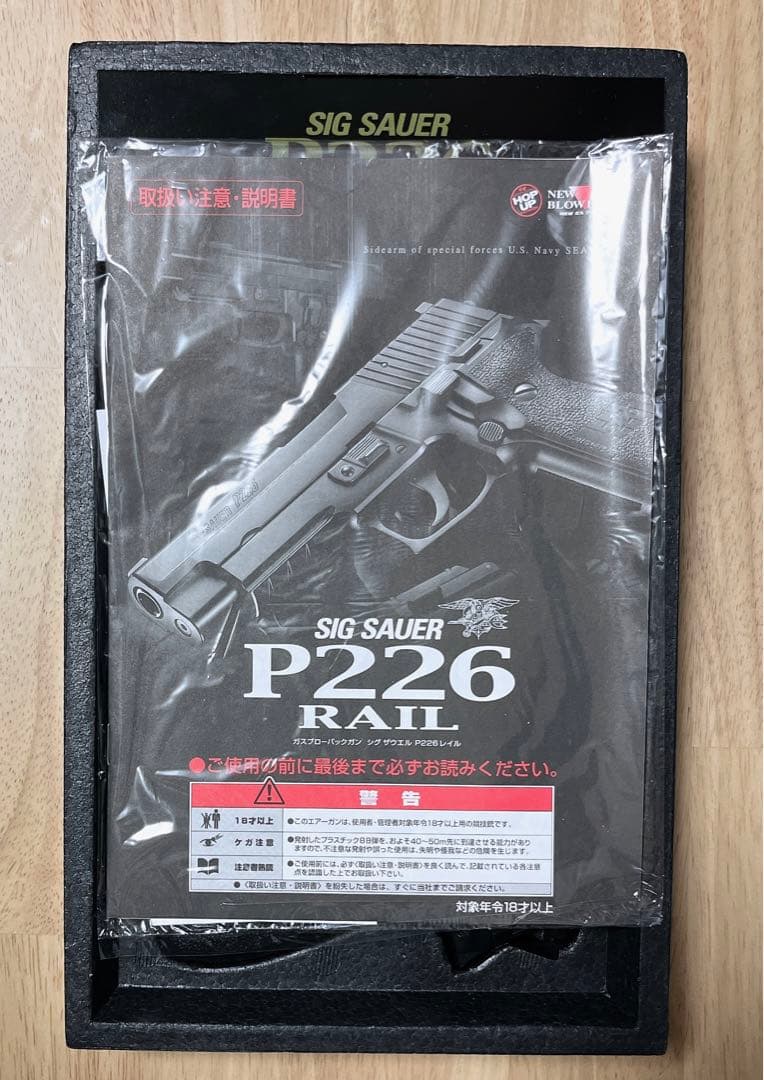 SIG SAUER
取扱い注意・説明書
HOP UP
NEW
BLOW
Sidearm of special forces U.S. Navy SEA
SAUER P226
SIG SAUER
P226
RAIL
ガスブローバックガン シグ ザウエル P226レイル
●ご使用の前に最後まで必ずお読みください。
警告
18才以上
●このエアーガンは、使用者・管理者対象年令18才以上用の競技銃です。
ケガ注意
●発射したプラスチックBB弾を、およそ40〜50m先に到達させる能力がありますので、不注意な発射や誤った使用は、失明や怪我などの危険を生じます。
注意書熟読
●ご使用前には、必ず〈取扱い注意・説明書〉を良く読んで、記載されている各注意点を認識した上でお取扱い下さい。
●〈取扱い注意・説明書〉を紛失した場合は、すぐに当社までご請求ください。
対象年令18才以上